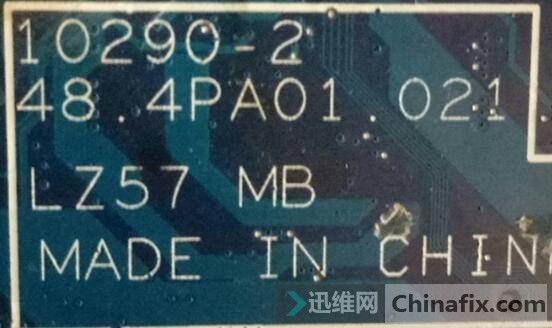 10290-2
48.4PA01.021
LZ57 MB
MADE IN CHIN
迅维网 Chinafix.com